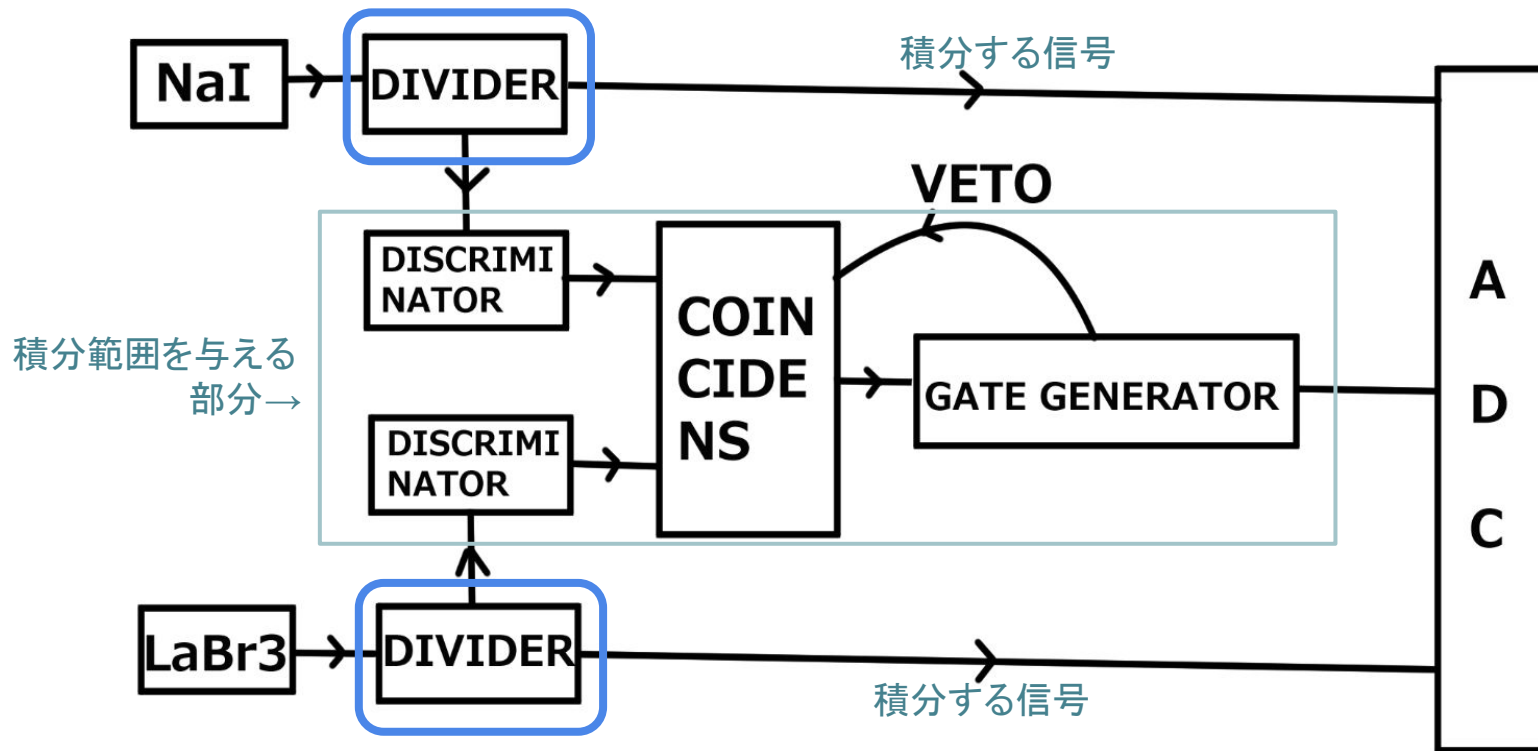 NaI
DIVIDER
積分する信号
VETO
DISCRIMI
NATOR
COIN
CIDE
NS
積分範囲を与える
部分→
GATE GENERATOR
DISCRIMI
NATOR
A
D
C
LaBr3
DIVIDER
積分する信号